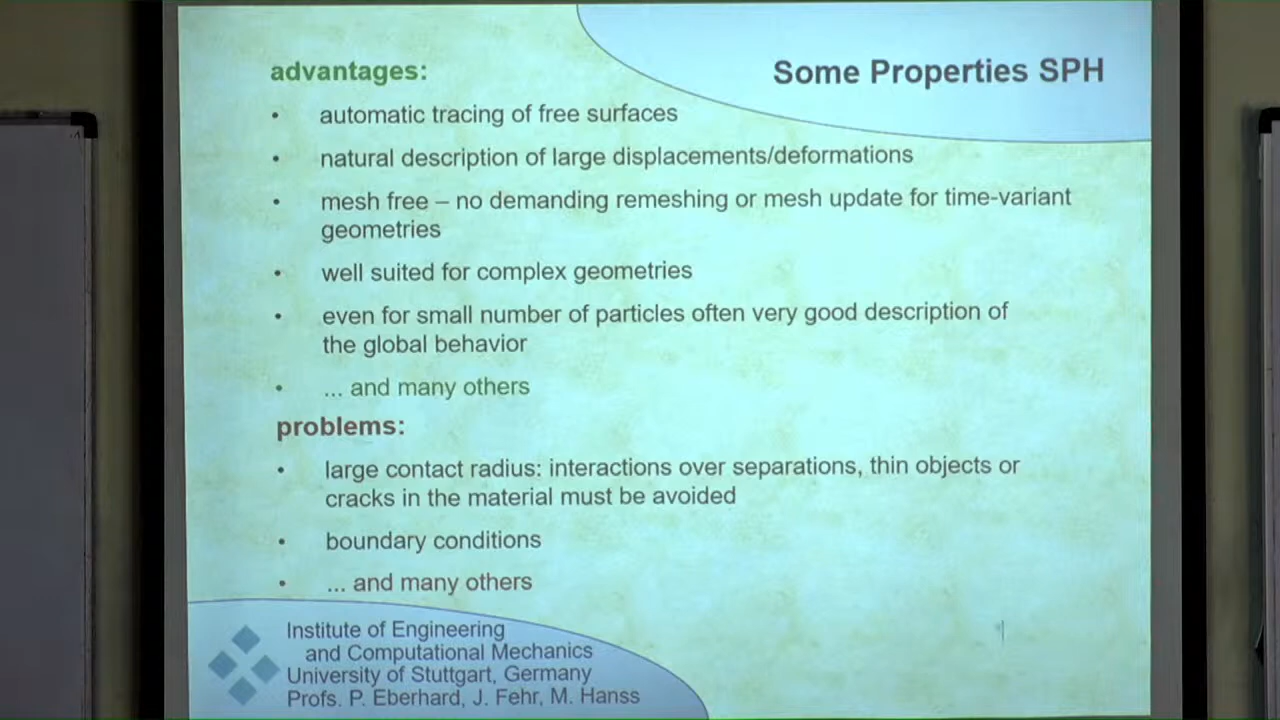 Some Properties SPH
advantages:
• automatic tracing of free surfaces
• natural description of large displacements/deformations
• mesh free – no demanding remeshing or mesh update for time-variant
geometries
• well suited for complex geometries
• even for small number of particles often very good description of
the global behavior
• ... and many others
problems:
• large contact radius: interactions over separations, thin objects or
cracks in the material must be avoided
• boundary conditions
• ... and many others
Institute of Engineering
and Computational Mechanics
University of Stuttgart, Germany
Profs. P. Eberhard, J. Fehr, M. Hanss